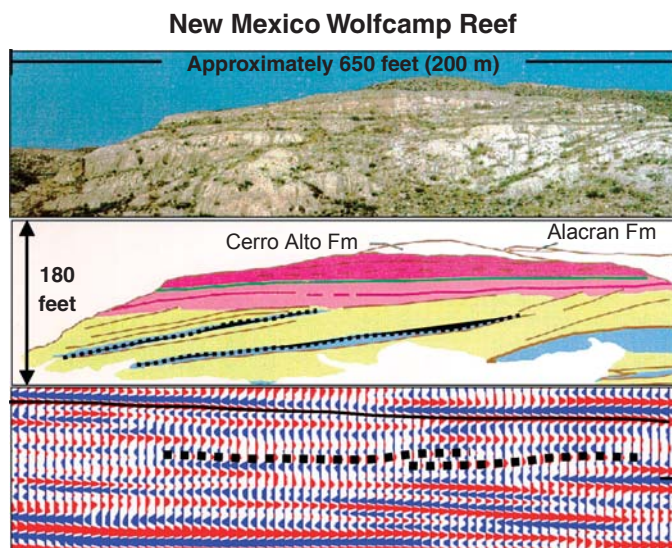 New Mexico Wolfcamp Reef
Approximately 650 feet (200 m)
Cerro Alto Fm
Alacran Fm
180
feet